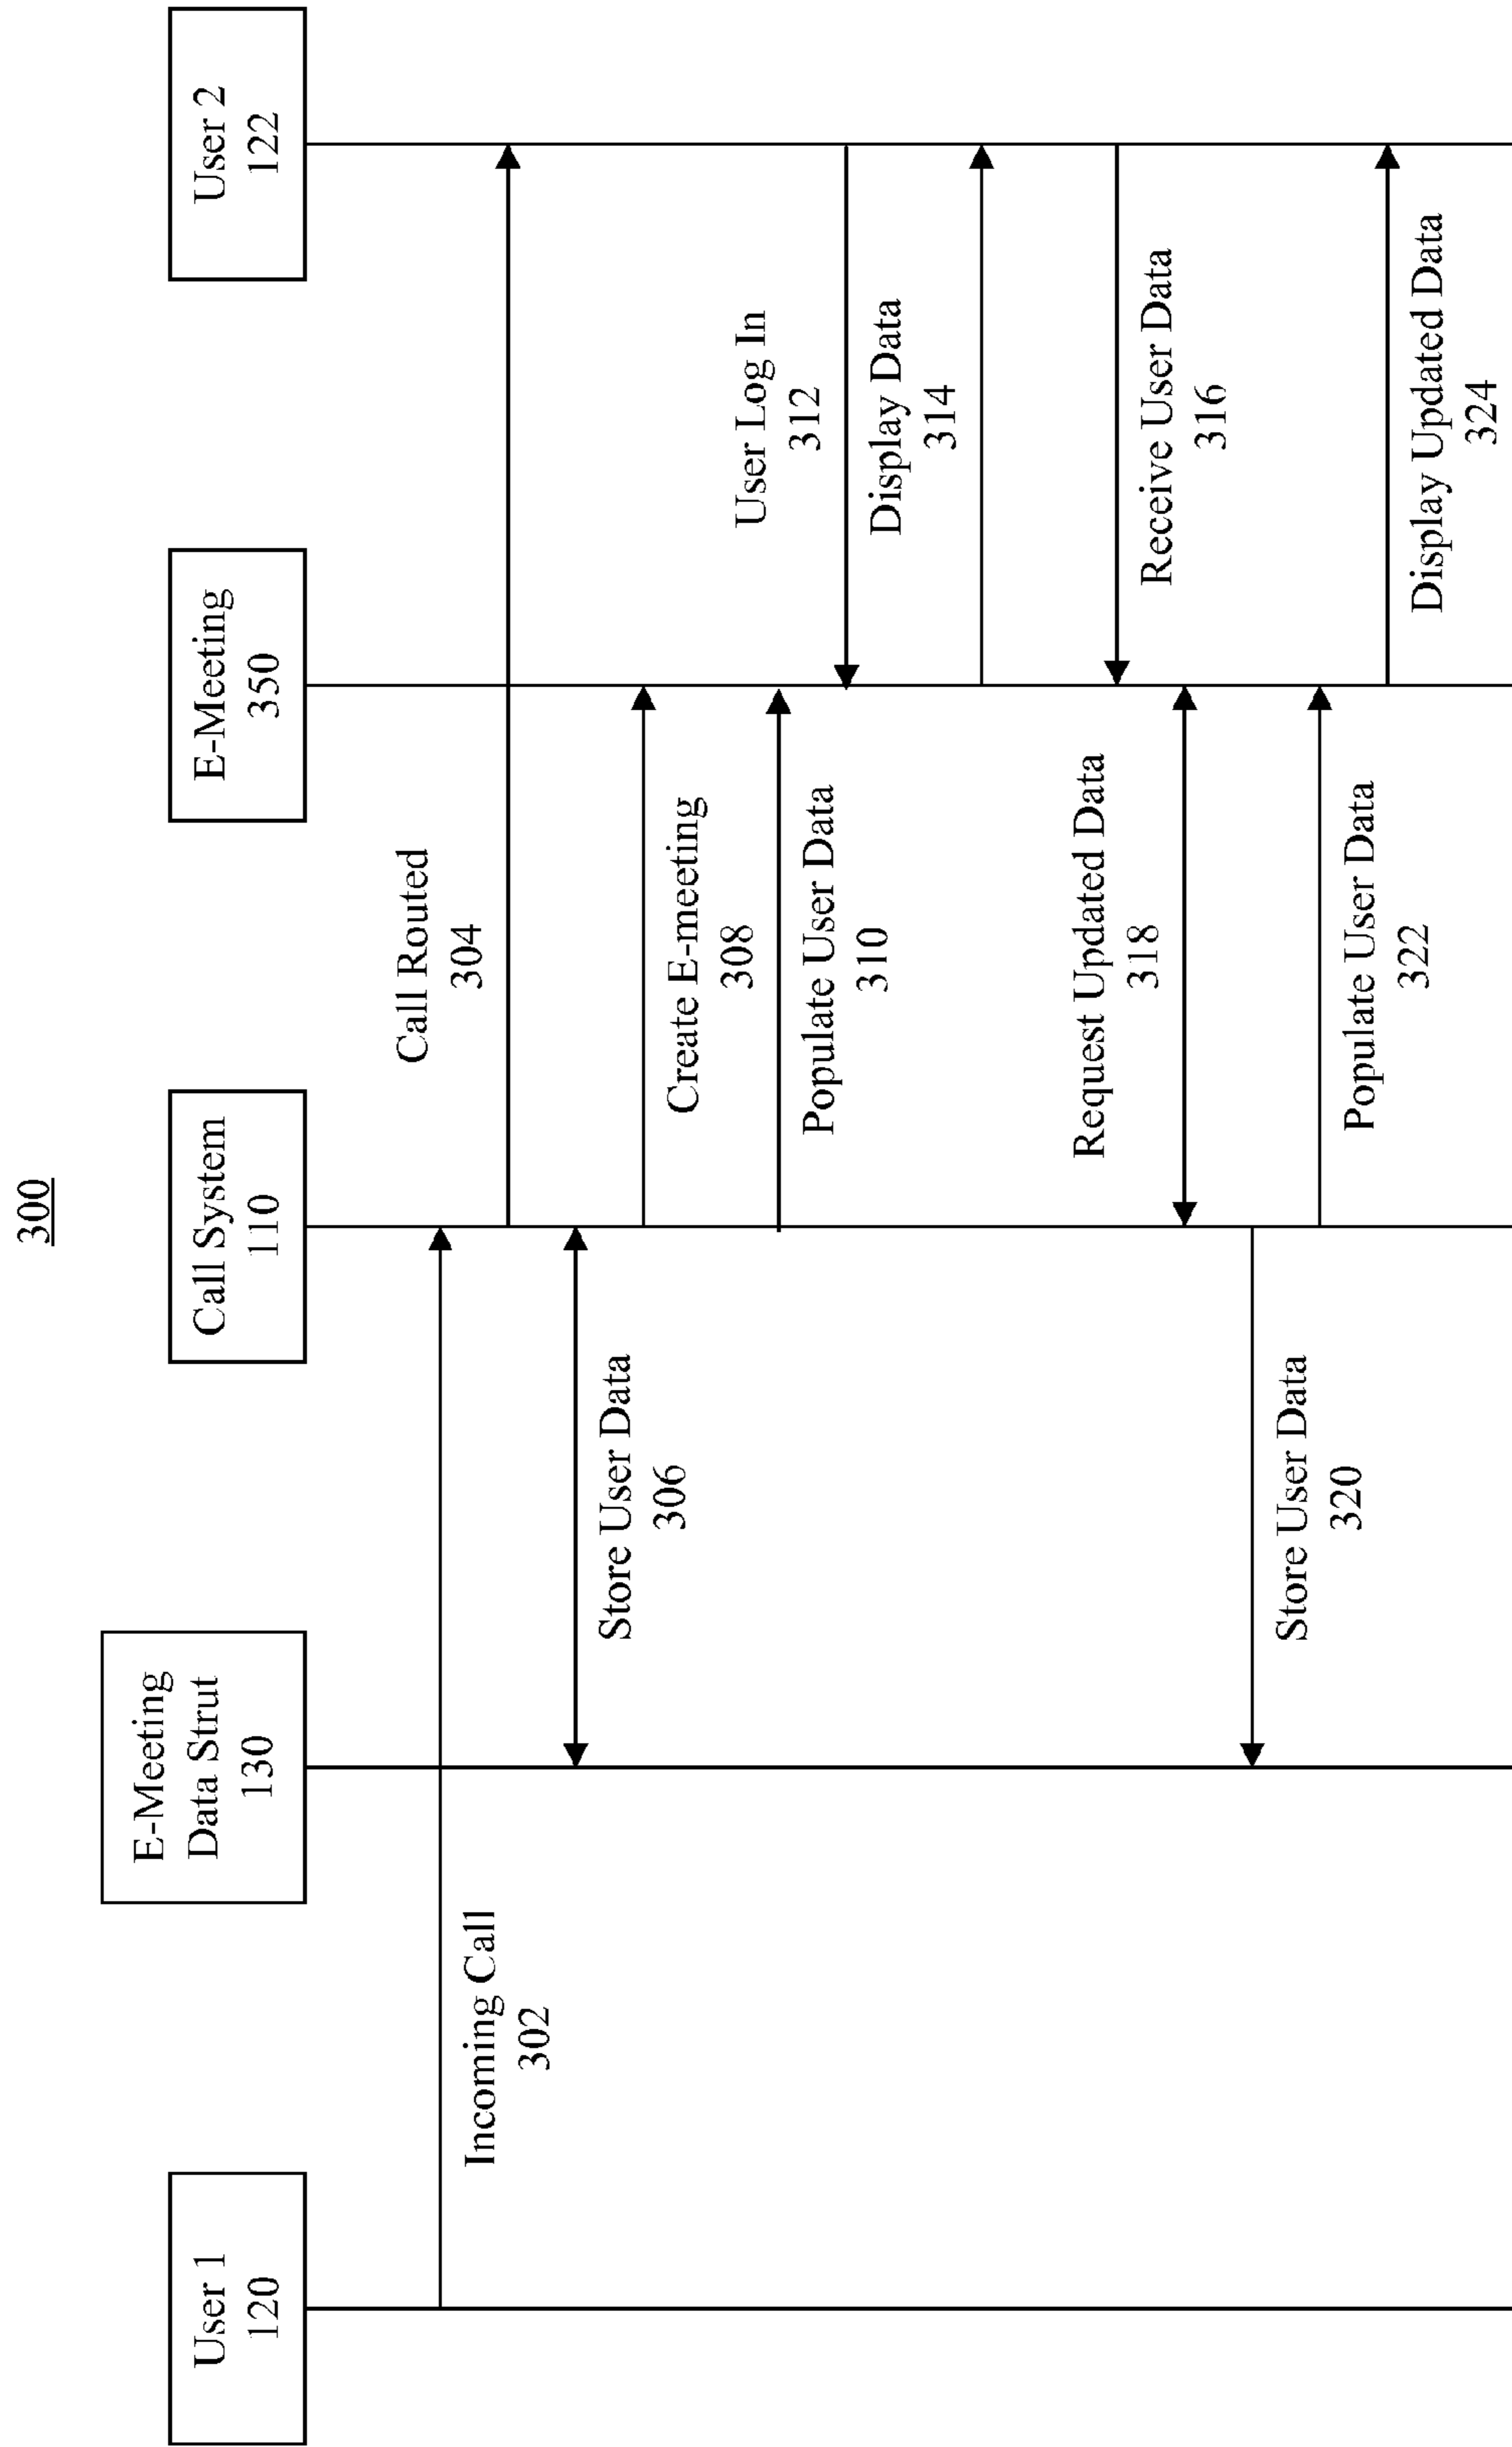 300
User 1
120
E-Meeting
Data Strut
130
Call System
110
E-Meeting
350
User 2
122
Incoming Call
302
Call Routed
304
Store User Data
306
Create E-meeting
308
Populate User Data
310
User Log In
312
Display Data
314
Receive User Data
316
Request Updated Data
318
Store User Data
320
Populate User Data
322
Display Updated Data
324